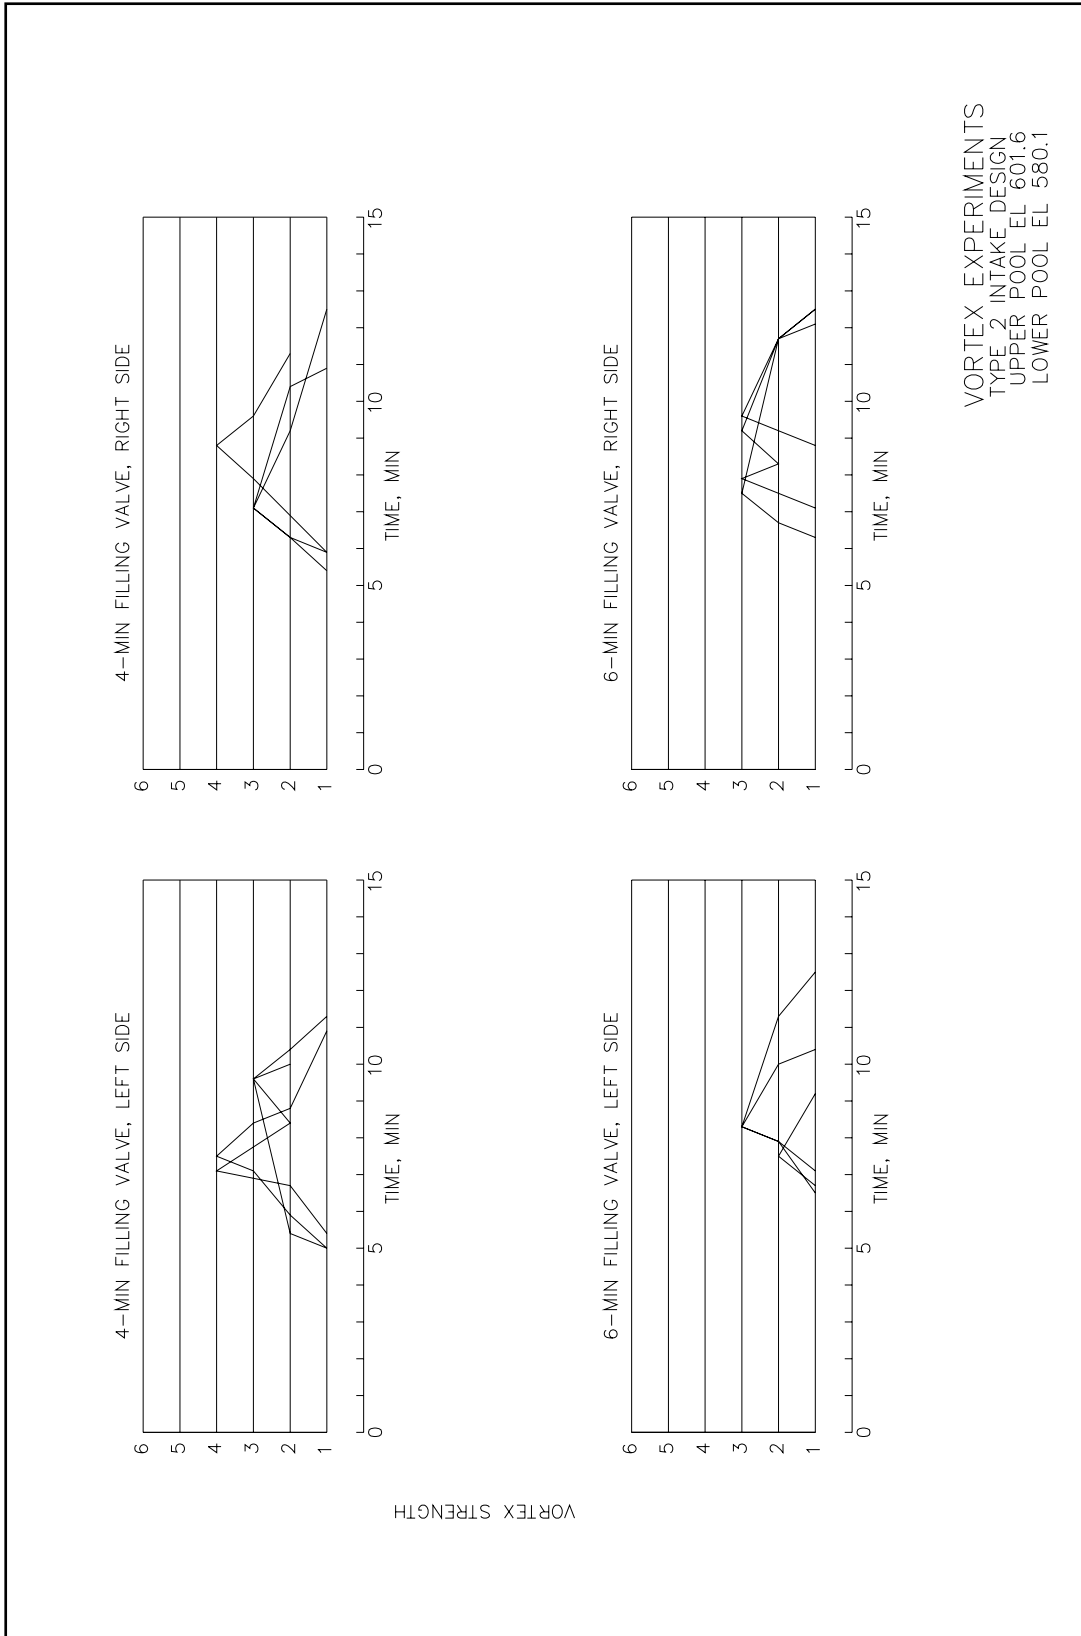 VORTEX STRENGTH
4-MIN FILLING VALVE, LEFT SIDE
6
5
4
3
2
1
0 5 10 15
TIME, MIN
4-MIN FILLING VALVE, RIGHT SIDE
6
5
4
3
2
1
0 5 10 15
TIME, MIN
6-MIN FILLING VALVE, LEFT SIDE
6
5
4
3
2
1
0 5 10 15
TIME, MIN
6-MIN FILLING VALVE, RIGHT SIDE
6
5
4
3
2
1
0 5 10 15
TIME, MIN
VORTEX EXPERIMENTS
TYPE 2 INTAKE DESIGN
UPPER POOL EL 601.6
LOWER POOL EL 580.1